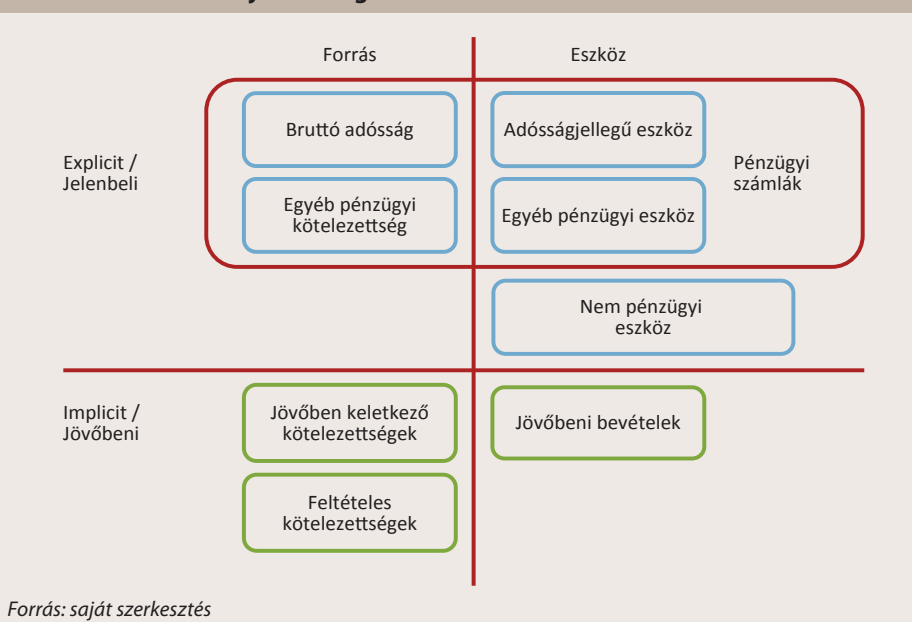 Forrás
Eszköz
Explicit /
Jelenbeli
Bruttó adósság
Adósságjellegű eszköz
Pénzügyi
számlák
Egyéb pénzügyi
kötelezettség
Egyéb pénzügyi eszköz
Nem pénzügyi
eszköz
Implicit /
Jövőbeni
Jövőben keletkező
kötelezettségek
Jövőbeni bevételek
Feltételes
kötelezettségek
Forrás: saját szerkesztés